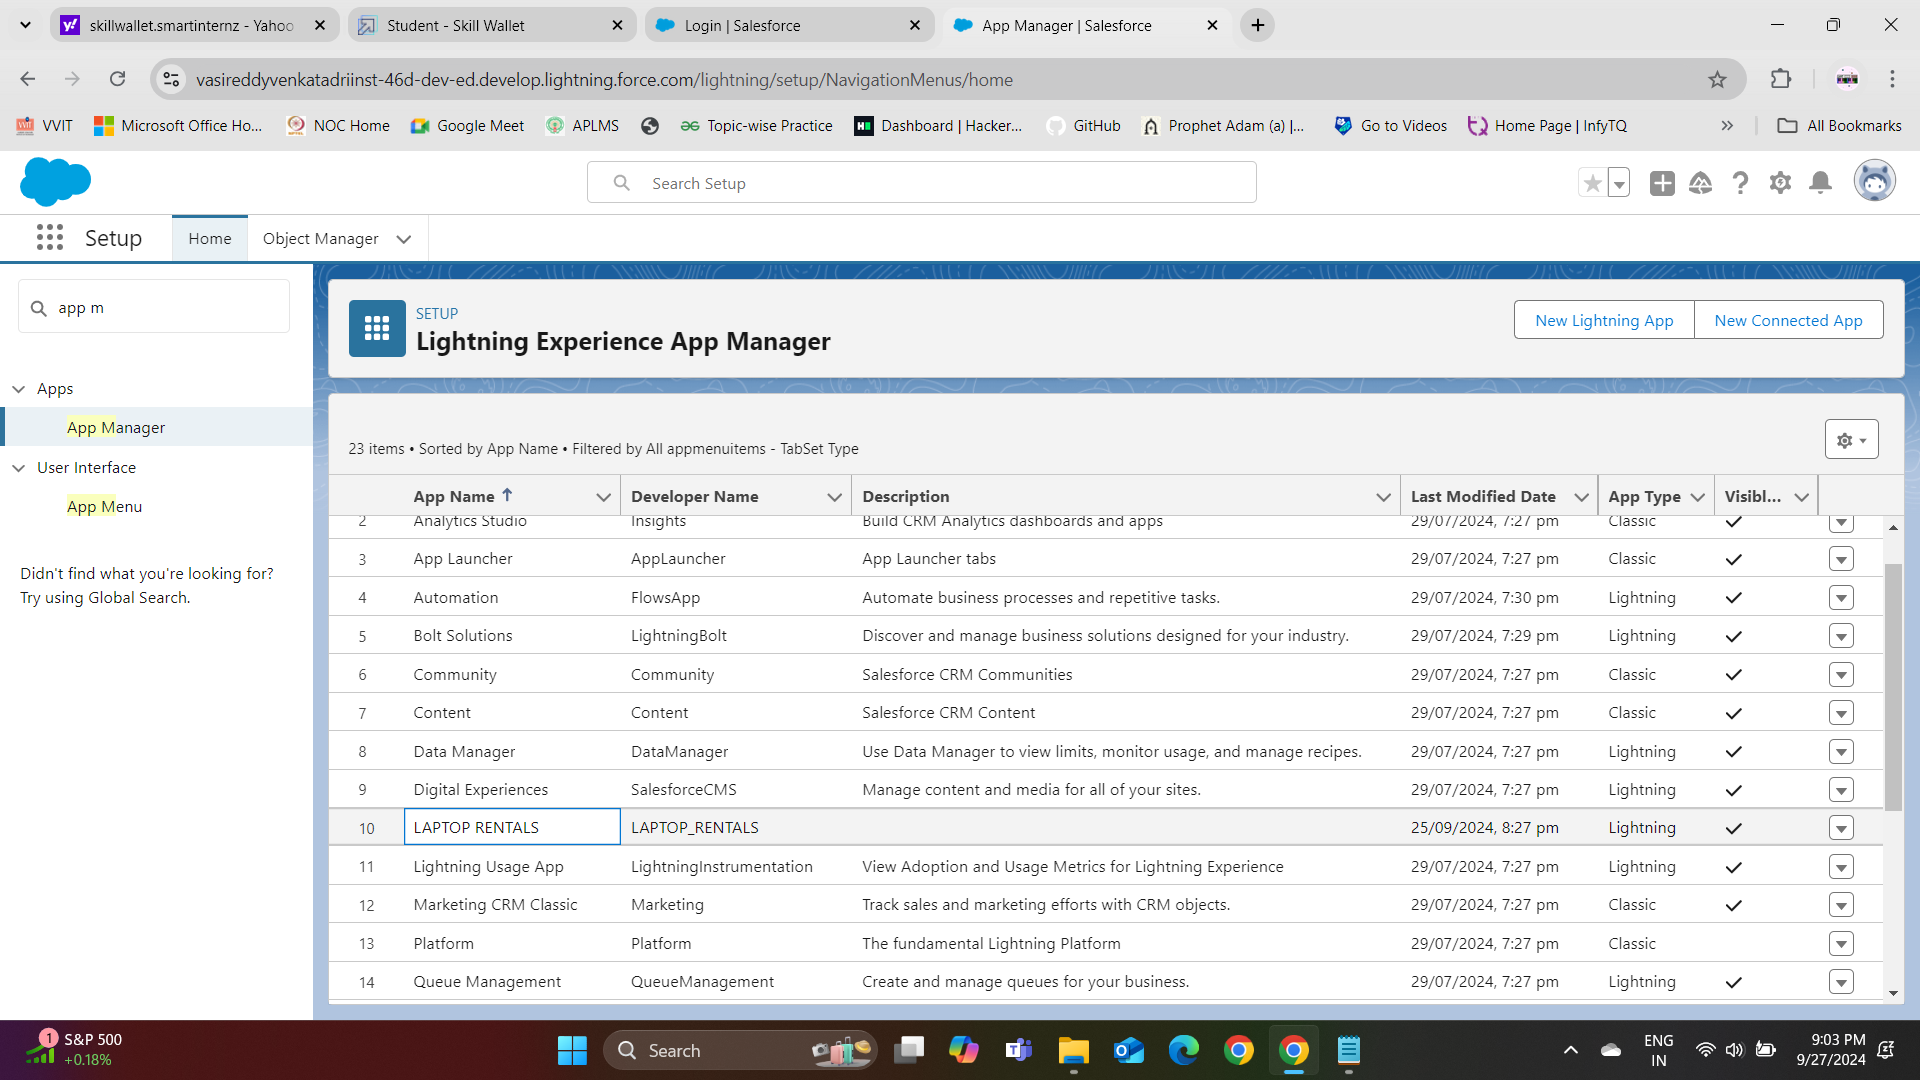 skillwallet.smartinternz - Yahoo
Student - Skill Wallet
Login | Salesforce
App Manager | Salesforce
vasireddyvenkatadriinst-46d-dev-ed.develop.lightning.force.com/lightning/setup/NavigationMenus/home
VVIT
Microsoft Office Ho...
NOC Home
Google Meet
APLMS
Topic-wise Practice
Dashboard | Hacker...
GitHub
Prophet Adam (a) |...
Go to Videos
Home Page | InfyTQ
All Bookmarks
Search Setup
Setup
Home
Object Manager
app m
Apps
App Manager
User Interface
App Menu
Didn't find what you're looking for?
Try using Global Search.
SETUP
Lightning Experience App Manager
New Lightning App
New Connected App
23 items • Sorted by App Name • Filtered by All appmenuitems - TabSet Type
App Name Developer Name Description Last Modified Date App Type Visibl...
2 Analytics Studio Insights Build CRM Analytics dashboards and apps 29/07/2024, 7:27 pm Classic
3 App Launcher AppLauncher App Launcher tabs 29/07/2024, 7:27 pm Classic
4 Automation FlowsApp Automate business processes and repetitive tasks. 29/07/2024, 7:30 pm Lightning
5 Bolt Solutions LightningBolt Discover and manage business solutions designed for your industry. 29/07/2024, 7:29 pm Lightning
6 Community Community Salesforce CRM Communities 29/07/2024, 7:27 pm Classic
7 Content Content Salesforce CRM Content 29/07/2024, 7:27 pm Classic
8 Data Manager DataManager Use Data Manager to view limits, monitor usage, and manage recipes. 29/07/2024, 7:27 pm Lightning
9 Digital Experiences SalesforceCMS Manage content and media for all of your sites. 29/07/2024, 7:27 pm Lightning
10 LAPTOP RENTALS LAPTOP_RENTALS 25/09/2024, 8:27 pm Lightning
11 Lightning Usage App LightningInstrumentation View Adoption and Usage Metrics for Lightning Experience 29/07/2024, 7:27 pm Lightning
12 Marketing CRM Classic Marketing Track sales and marketing efforts with CRM objects. 29/07/2024, 7:27 pm Classic
13 Platform Platform The fundamental Lightning Platform 29/07/2024, 7:27 pm Classic
14 Queue Management QueueManagement Create and manage queues for your business. 29/07/2024, 7:27 pm Lightning
1
S&P 500
+0.18%
Search
ENG
IN
9:03 PM
9/27/2024